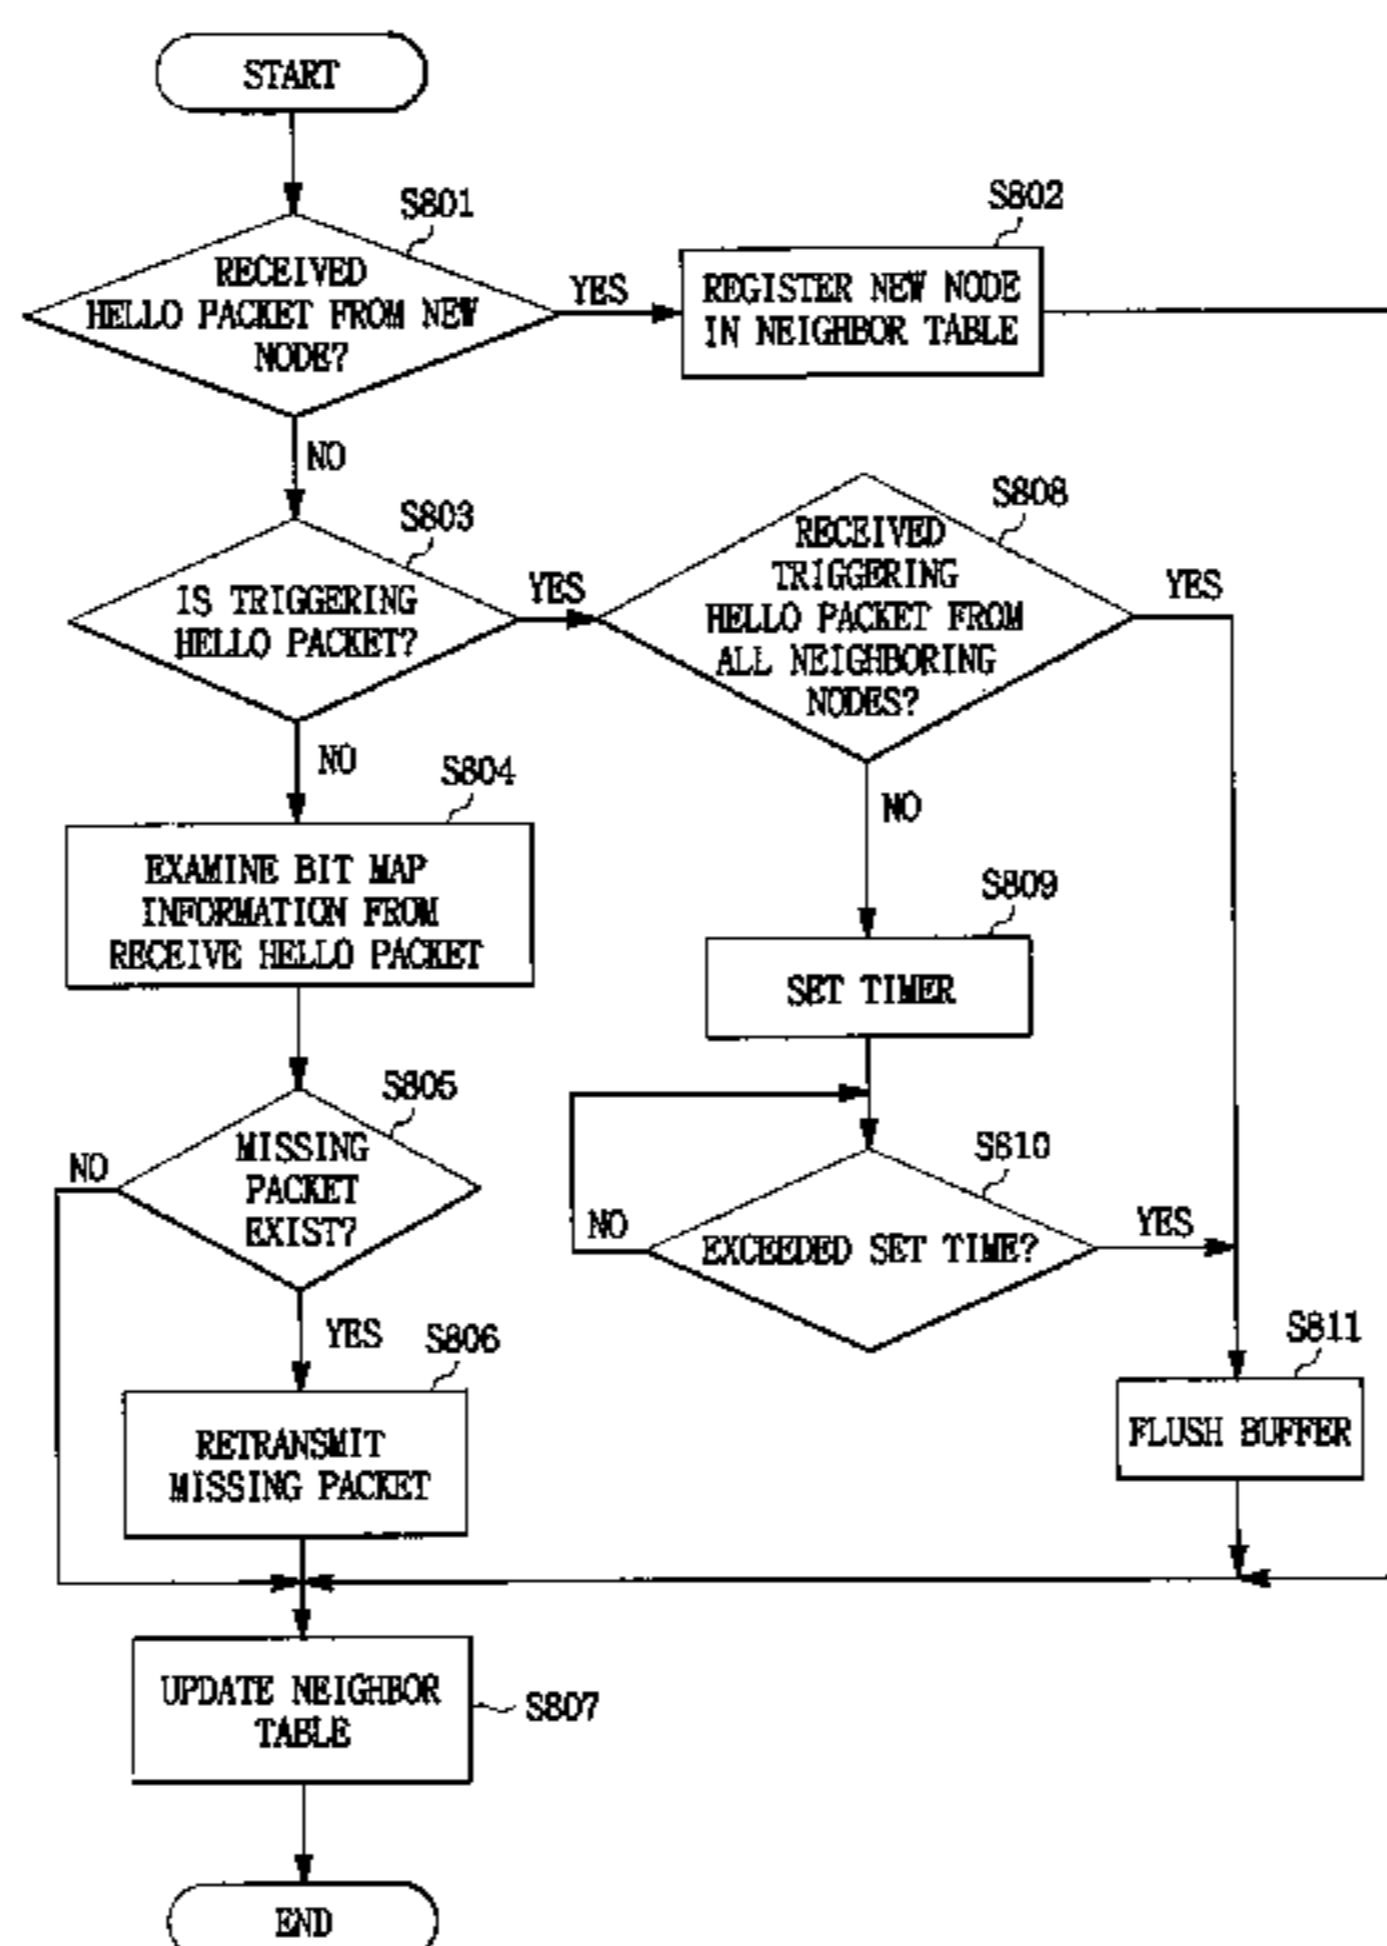 START
S801
RECEIVED
HELLO PACKET FROM NEW
NODE?
YES
S802
REGISTER NEW NODE
IN NEIGHBOR TABLE
NO
S803
IS TRIGGERING
HELLO PACKET?
YES
S808
RECEIVED
TRIGGERING
HELLO PACKET FROM
ALL NEIGHBORING
NODES?
YES
NO
S804
EXAMINE BIT MAP
INFORMATION FROM
RECEIVE HELLO PACKET
NO
S809
SET TIMER
S805
MISSING
PACKET
EXIST?
NO
S810
EXCEEDED SET TIME?
NO
YES
YES
S806
RETRANSMIT
MISSING PACKET
S811
FLUSH BUFFER
UPDATE NEIGHBOR
TABLE
S807
END